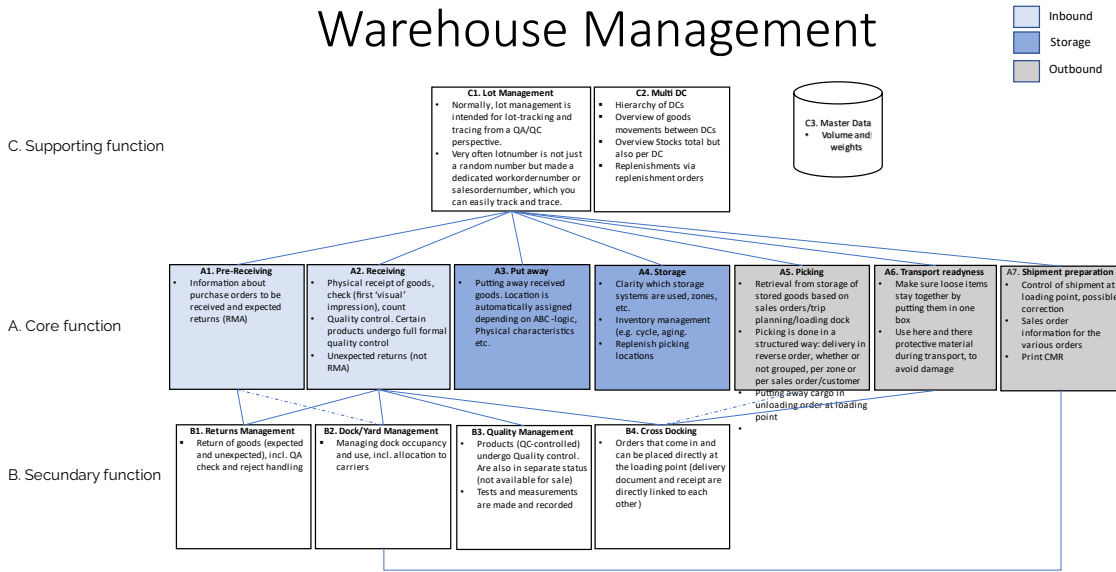 Warehouse Management
Inbound
Storage
Outbound
C. Supporting function
C1. Lot Management
• Normally, lot management is
intended for lot-tracking and
tracing from a QA/QC
perspective.
• Very often lotnumber is not just
a random number but made a
dedicated workordernumber or
salesordernumber, which you
can easily track and trace.
C2. Multi DC
▪ Hierarchy of DCs
▪ Overview of goods
movements between DCs
▪ Overview Stocks total but
also per DC
▪ Replenishments via
replenishment orders
C3. Master Data
• Volume and
weights
A. Core function
A1. Pre-Receiving
• Information about
purchase orders to be
received and expected
returns (RMA)
A2. Receiving
• Physical receipt of goods,
check (first ‘visual’
impression), count
• Quality control. Certain
products undergo full formal
quality control
• Unexpected returns (not
RMA)
A3. Put away
• Putting away received
goods. Location is
automatically assigned
depending on ABC-logic,
Physical characteristics
etc.
A4. Storage
• Clarity which storage
systems are used, zones,
etc.
• Inventory management
(e.g. cycle, aging.
• Replenish picking
locations
A5. Picking
• Retrieval from storage of
stored goods based on
sales orders/trip
planning/loading dock
• Picking is done in a
structured way: delivery in
reverse order, whether or
not grouped, per zone or
per sales order/customer
• Putting away cargo in
unloading order at loading
point
•
A6. Transport readyness
• Make sure loose items
stay together by
putting them in one
box
• Use here and there
protective material
during transport, to
avoid damage
A7. Shipment preparation
• Control of shipment at
loading point, possible
correction
• Sales order
information for the
various orders
• Print CMR
B. Secundary function
B1. Returns Management
▪ Return of goods (expected
and unexpected), incl. QA
check and reject handling
B2. Dock/Yard Management
▪ Managing dock occupancy
and use, incl. allocation to
carriers
B3. Quality Management
• Products (QC-controlled)
undergo Quality control.
Are also in separate status
(not available for sale)
• Tests and measurements
are made and recorded
B4. Cross Docking
• Orders that come in and
can be placed directly at
the loading point (delivery
document and receipt are
directly linked to each
other)